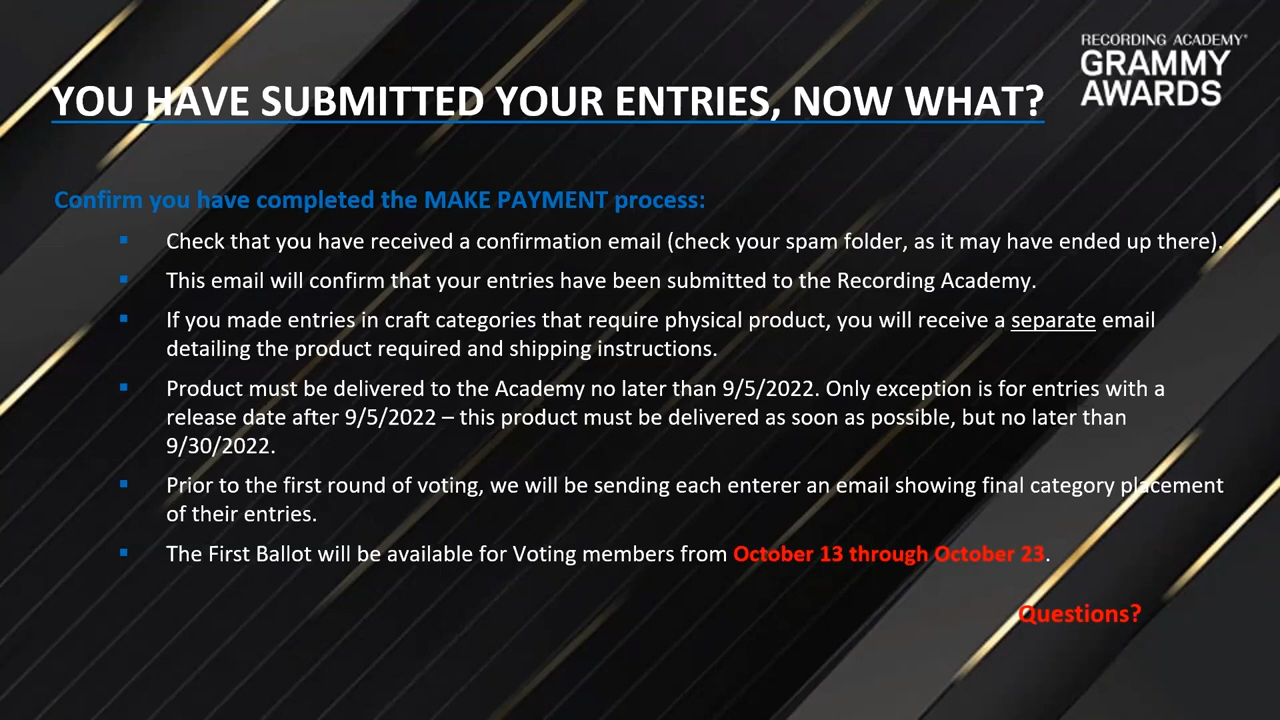 RECORDING ACADEMY®
GRAMMY
AWARDS
YOU HAVE SUBMITTED YOUR ENTRIES, NOW WHAT?
Confirm you have completed the MAKE PAYMENT process:
▪ Check that you have received a confirmation email (check your spam folder, as it may have ended up there).
▪ This email will confirm that your entries have been submitted to the Recording Academy.
▪ If you made entries in craft categories that require physical product, you will receive a separate email
detailing the product required and shipping instructions.
▪ Product must be delivered to the Academy no later than 9/5/2022. Only exception is for entries with a
release date after 9/5/2022 – this product must be delivered as soon as possible, but no later than
9/30/2022.
▪ Prior to the first round of voting, we will be sending each enterer an email showing final category placement
of their entries.
▪ The First Ballot will be available for Voting members from October 13 through October 23.
Questions?